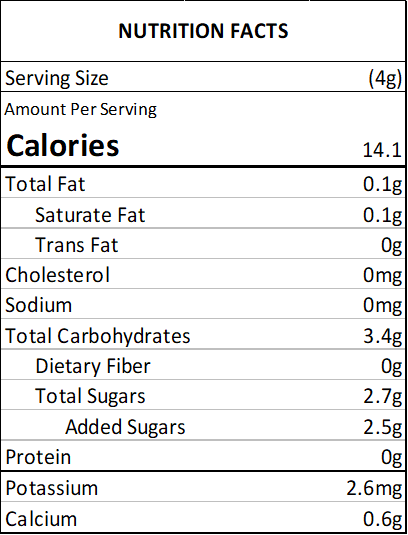 NUTRITION FACTS
Serving Size (4g)
Amount Per Serving
Calories 14.1
Total Fat 0.1g
Saturate Fat 0.1g
Trans Fat 0g
Cholesterol 0mg
Sodium 0mg
Total Carbohydrates 3.4g
Dietary Fiber 0g
Total Sugars 2.7g
Added Sugars 2.5g
Protein 0g
Potassium 2.6mg
Calcium 0.6g